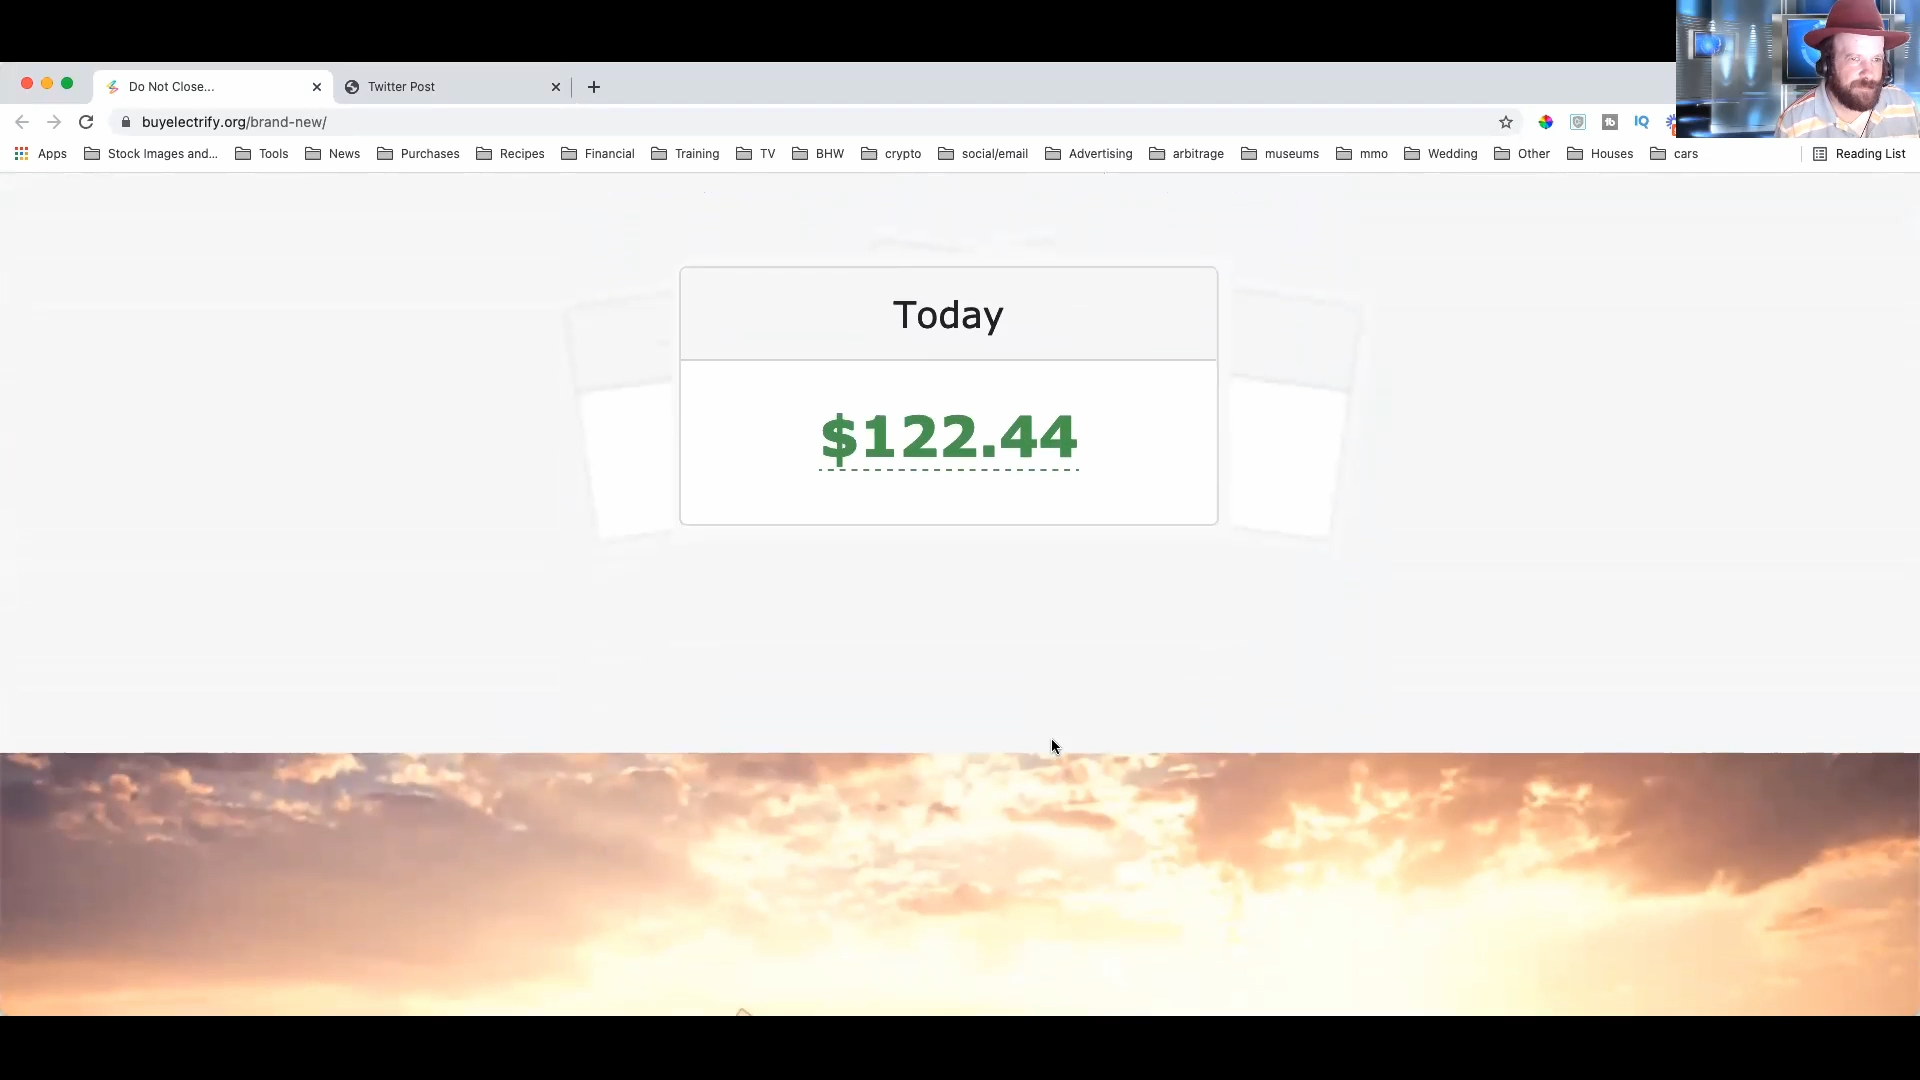 Do Not Close...
Twitter Post
buyelectrify.org/brand-new/
Apps Stock Images and... Tools News Purchases Recipes Financial Training TV BHW crypto social/email Advertising arbitrage museums mmo Wedding Other Houses cars Reading List
IQ
Today
$122.44